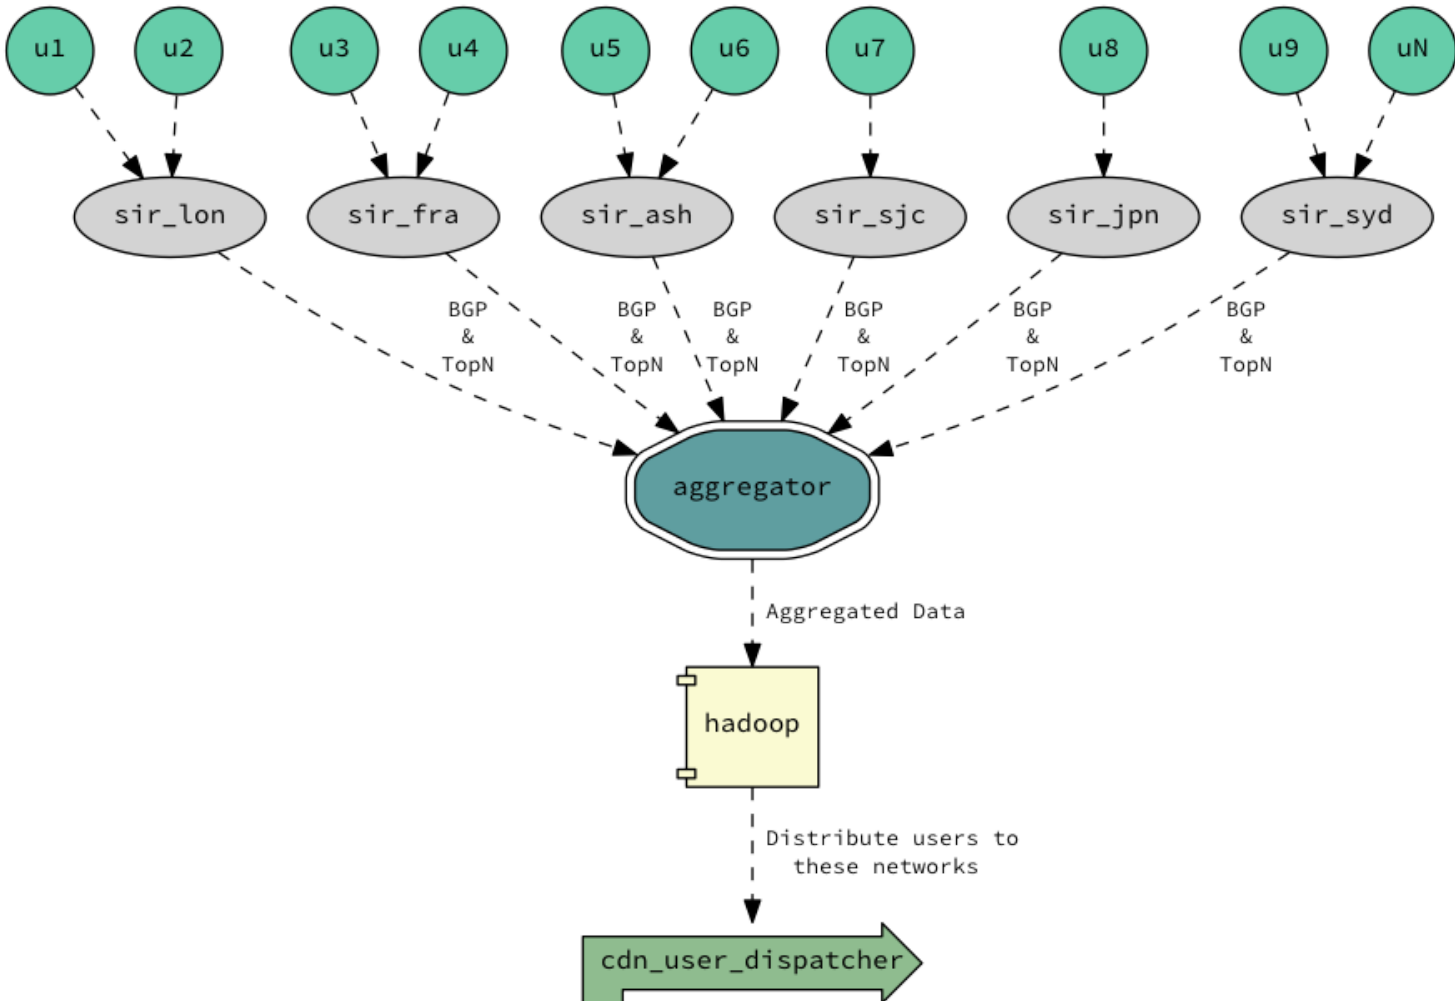 u1 u2 u3 u4 u5 u6 u7 u8 u9 uN
sir_lon sir_fra sir_ash sir_sjc sir_jpn sir_syd
BGP BGP BGP BGP BGP BGP
& & & & & &
TopN TopN TopN TopN TopN TopN
aggregator
Aggregated Data
hadoop
Distribute users to
these networks
cdn_user_dispatcher